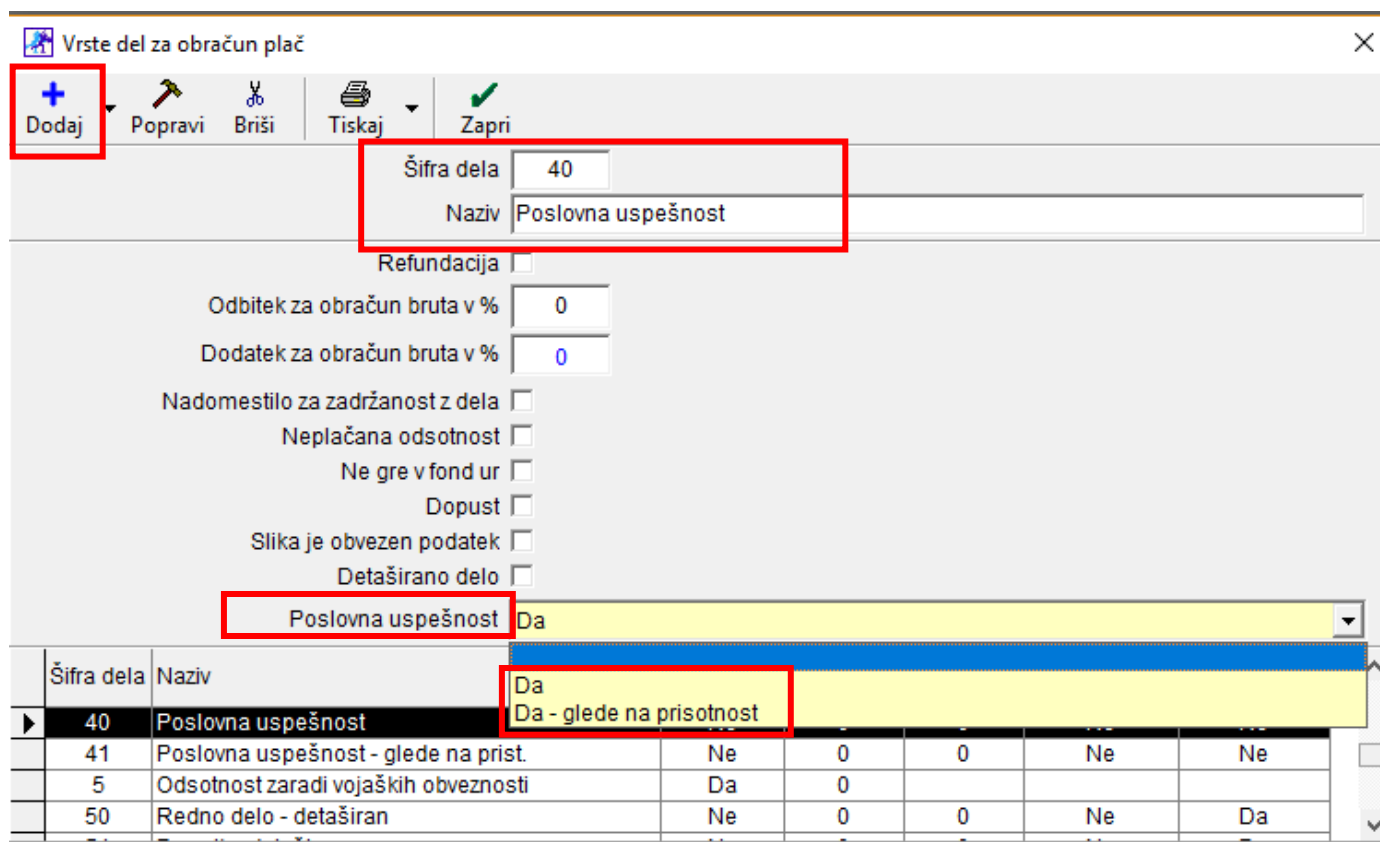 Vrste del za obračun plač
Dodaj Popravi Briši Tiskaj Zapri
Šifra dela 40
Naziv Poslovna uspešnost
Refundacija
Odbitek za obračun bruta v % 0
Dodatek za obračun bruta v % 0
Nadomestilo za zadržanost z dela
Neplačana odsotnost
Ne gre v fond ur
Dopust
Slika je obvezen podatek
Detaširano delo
Poslovna uspešnost Da
Šifra dela Naziv
Da
Da - glede na prisotnost
40 Poslovna uspešnost
41 Poslovna uspešnost - glede na prist. Ne 0 0 Ne Ne
5 Odsotnost zaradi vojaških obveznosti Da 0
50 Redno delo - detaširan Ne 0 0 Ne Da